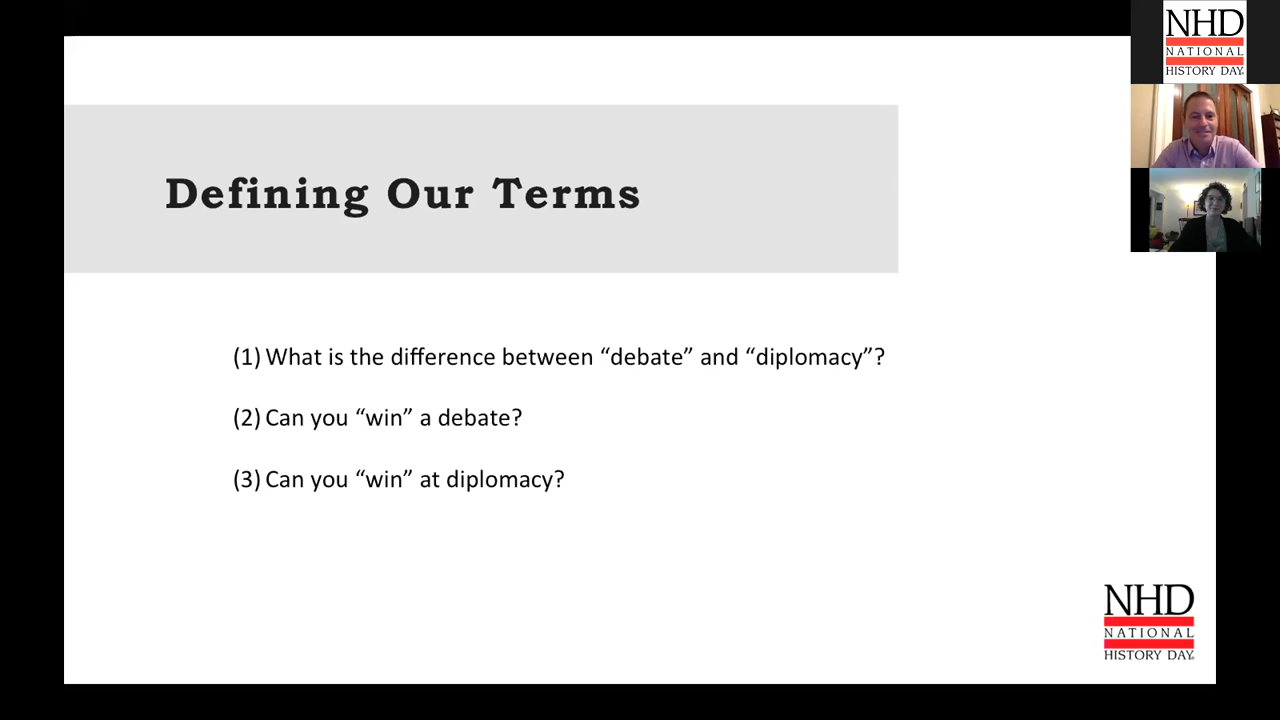 NHD
NATIONAL
HISTORY DAY
Defining Our Terms
(1) What is the difference between “debate” and “diplomacy”?
(2) Can you “win” a debate?
(3) Can you “win” at diplomacy?
NHD
NATIONAL
HISTORY DAY